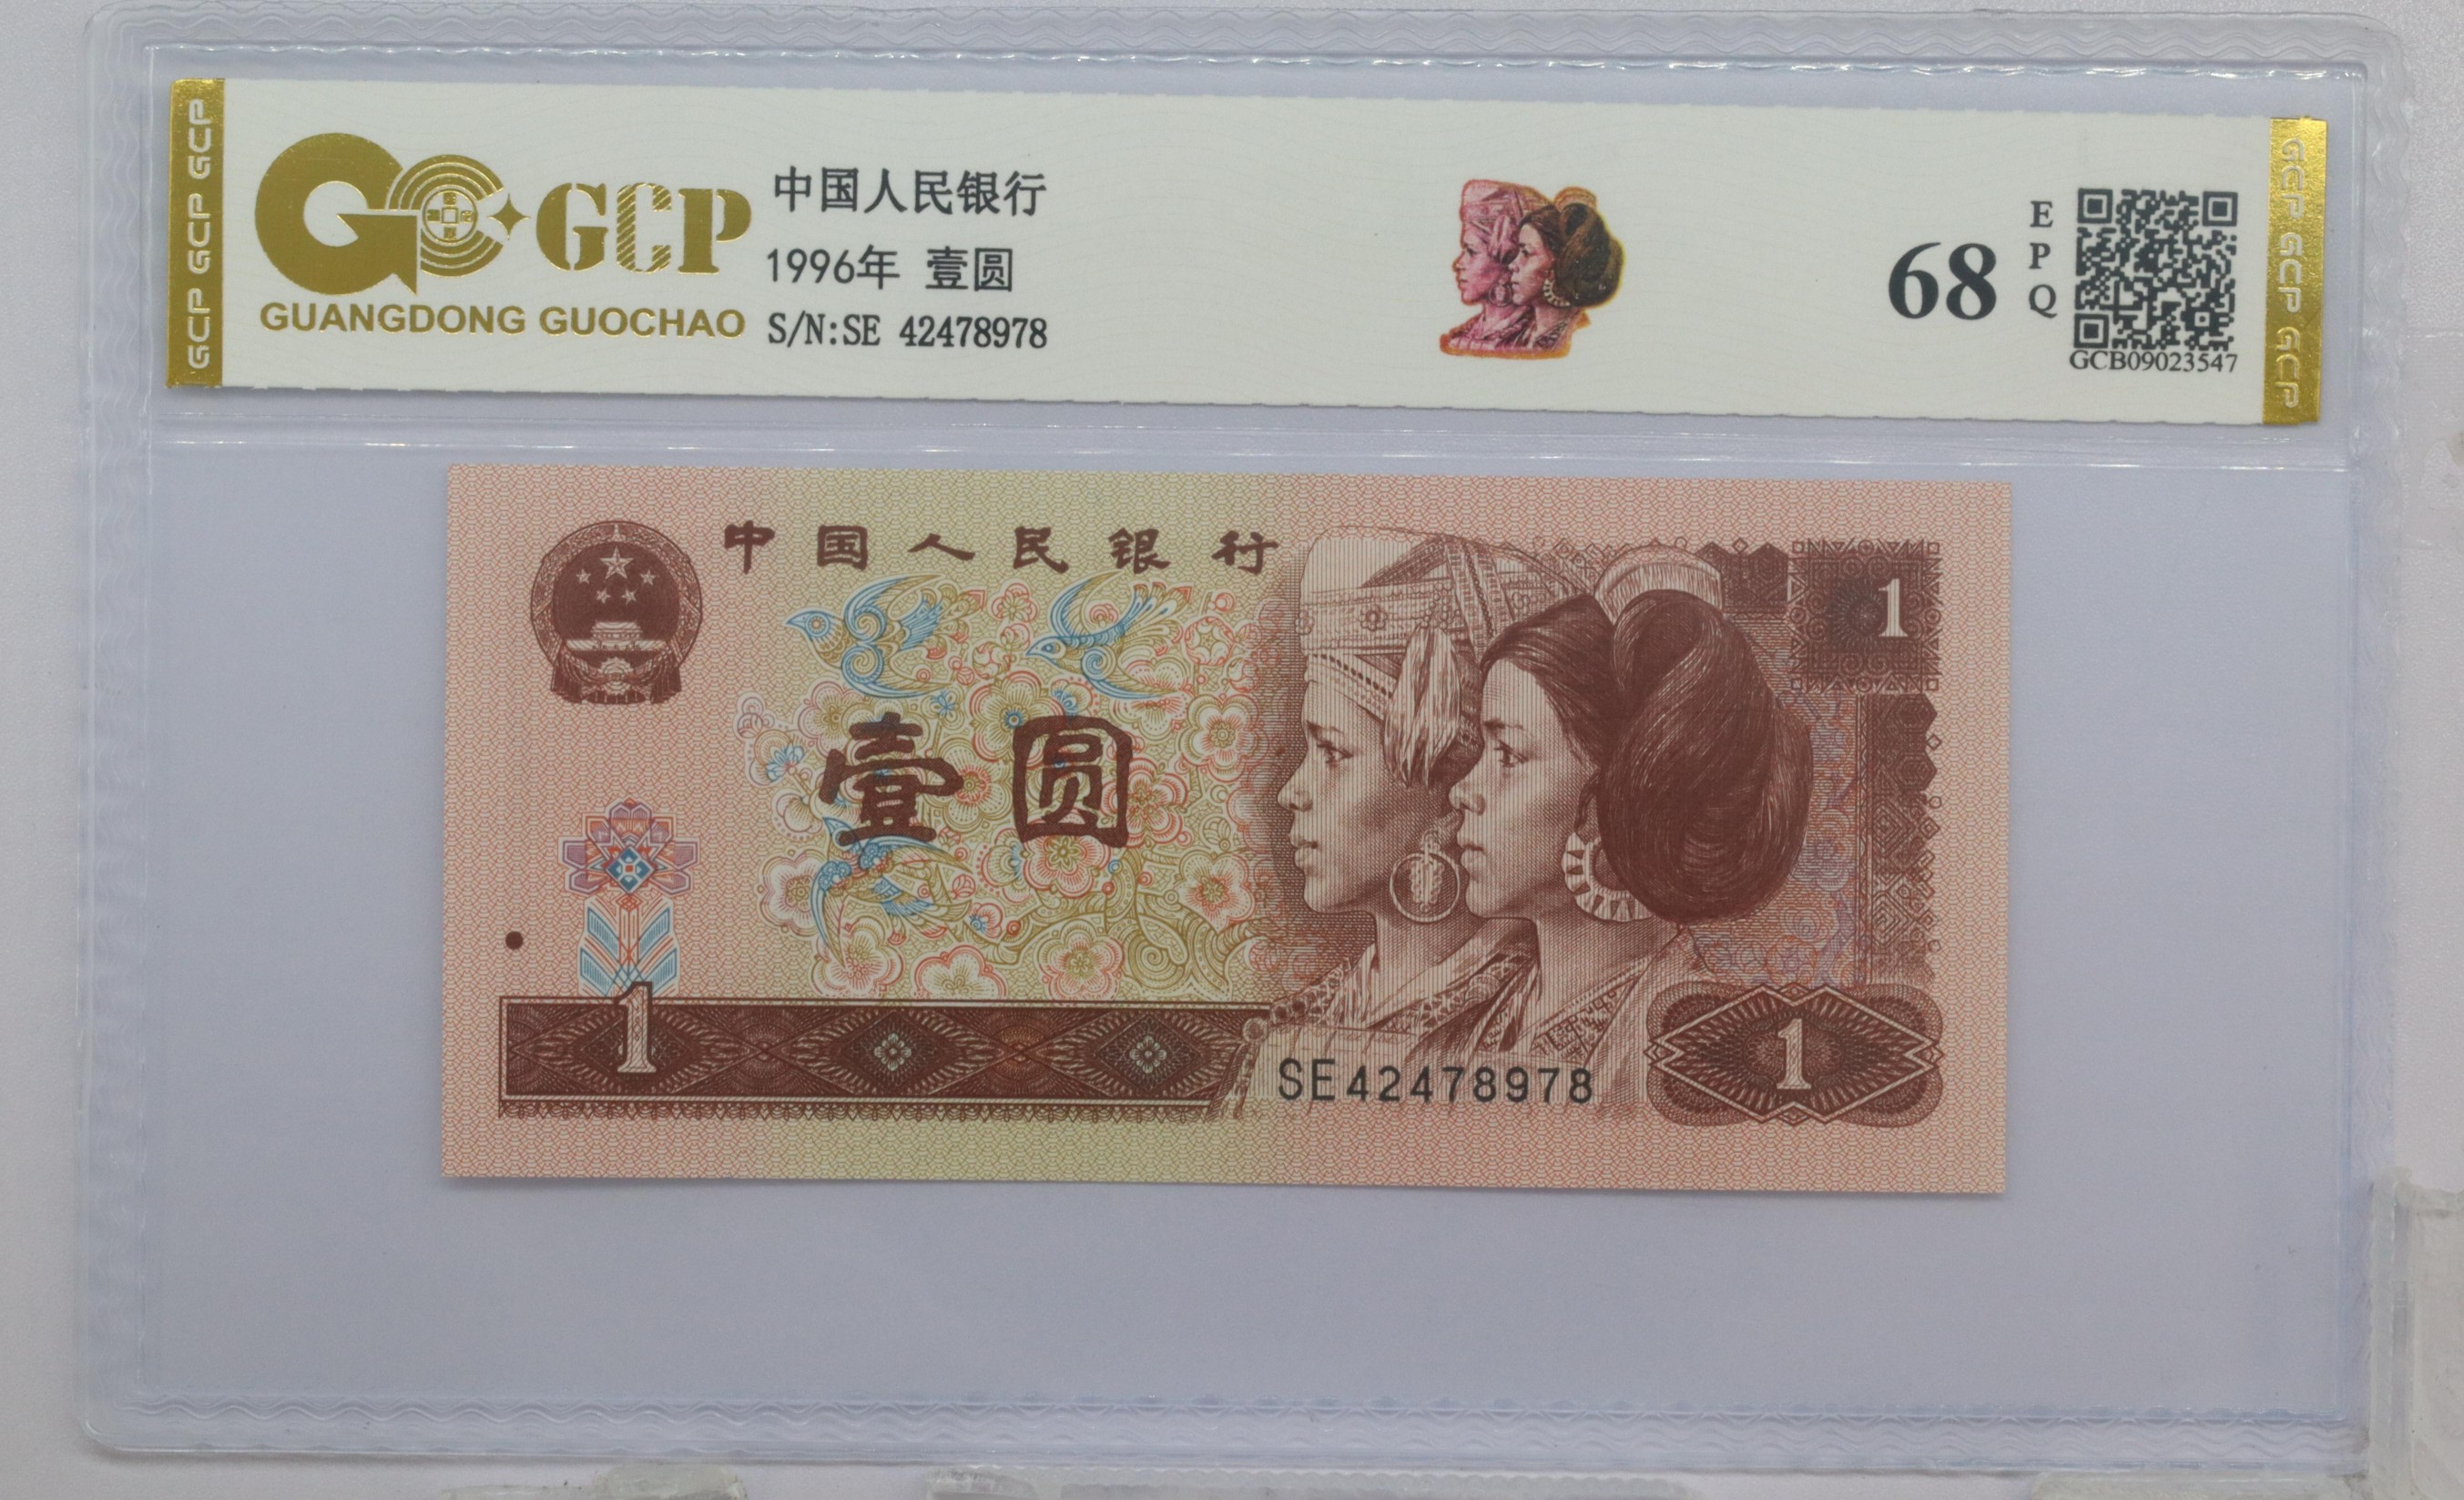 GCP GCP GCP
GCP
GUANGDONG GUOCHAO
中国人民银行
1996年 壹圆
S/N:SE 42478978
68
E
P
Q
GCB09023547
GCP GCP GCP
中国人民银行
1
壹圆
1
SE42478978
1